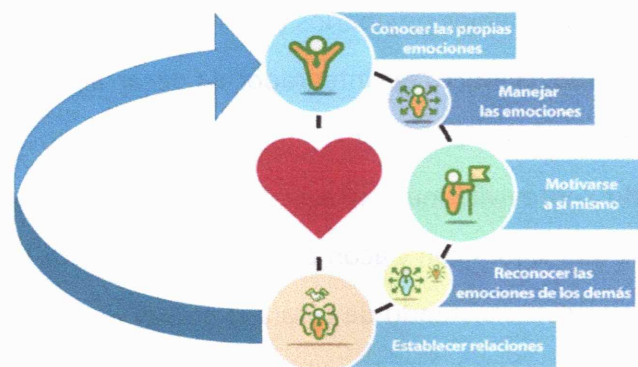 Conocer las propias
emociones
Manejar
las emociones
Motivarse
a sí mismo
Reconocer las
emociones de los demás
Establecer relaciones